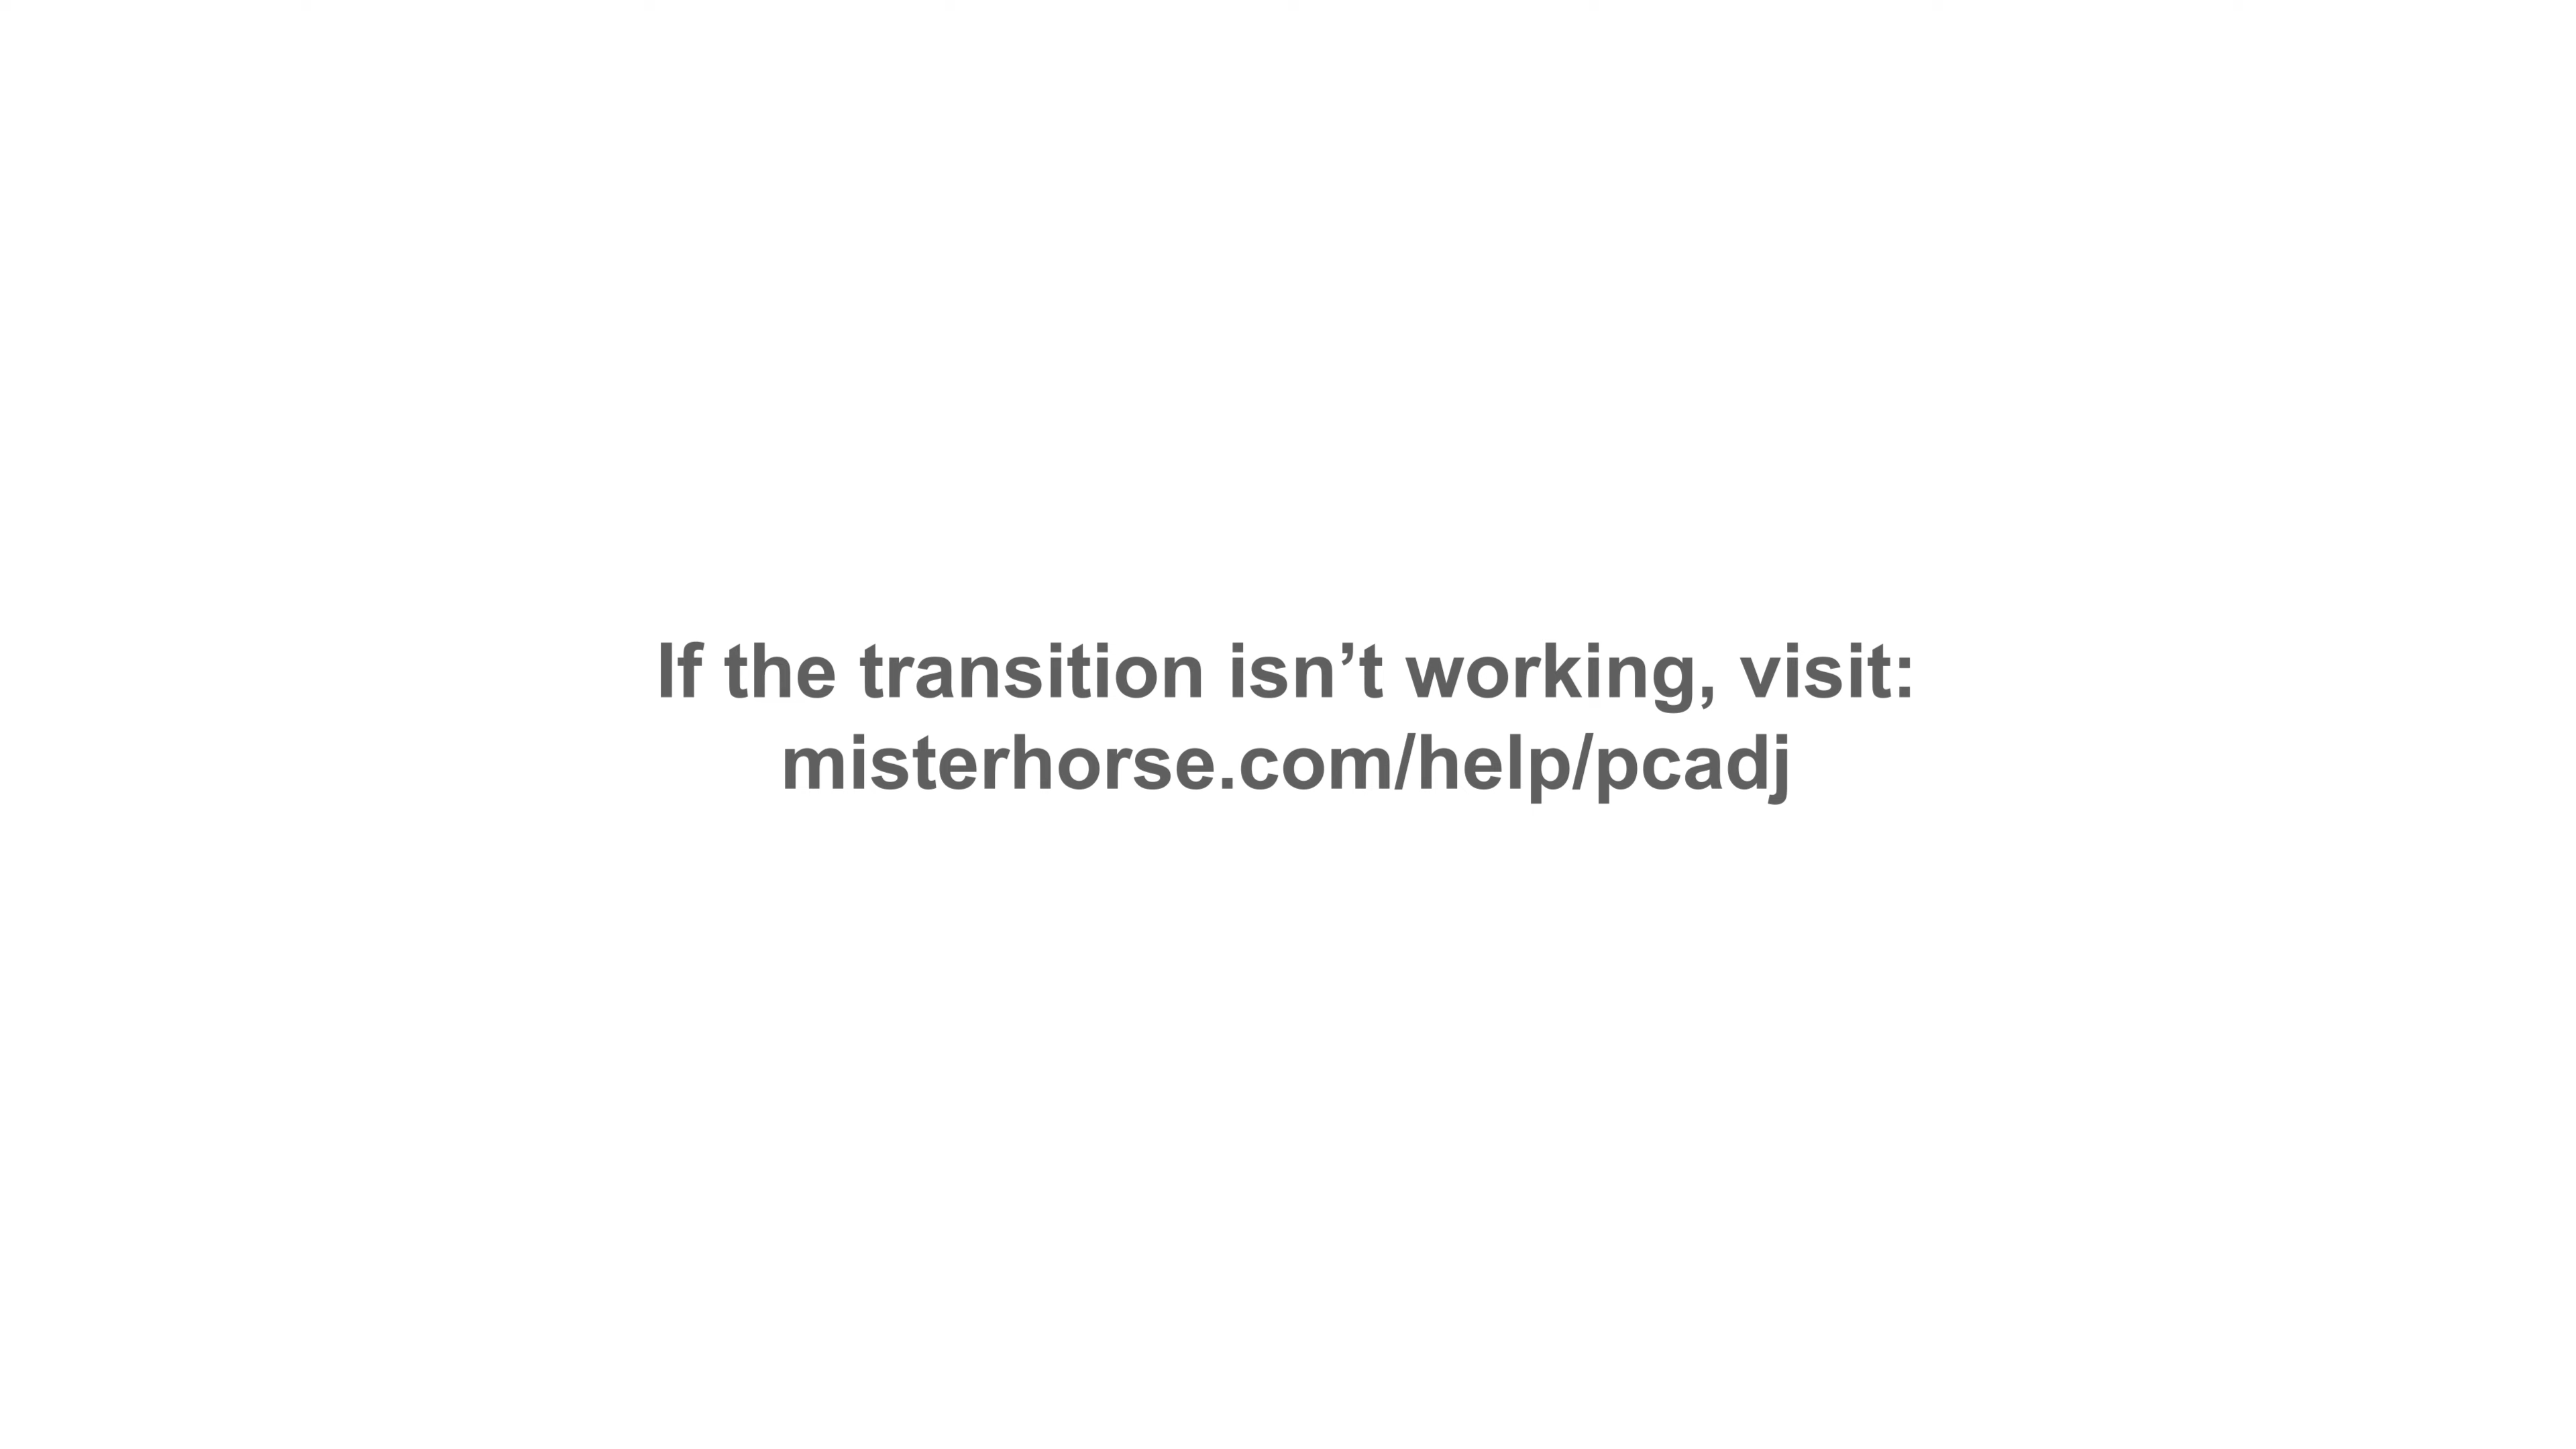 If the transition isn’t working, visit:
misterhorse.com/help/pcadj